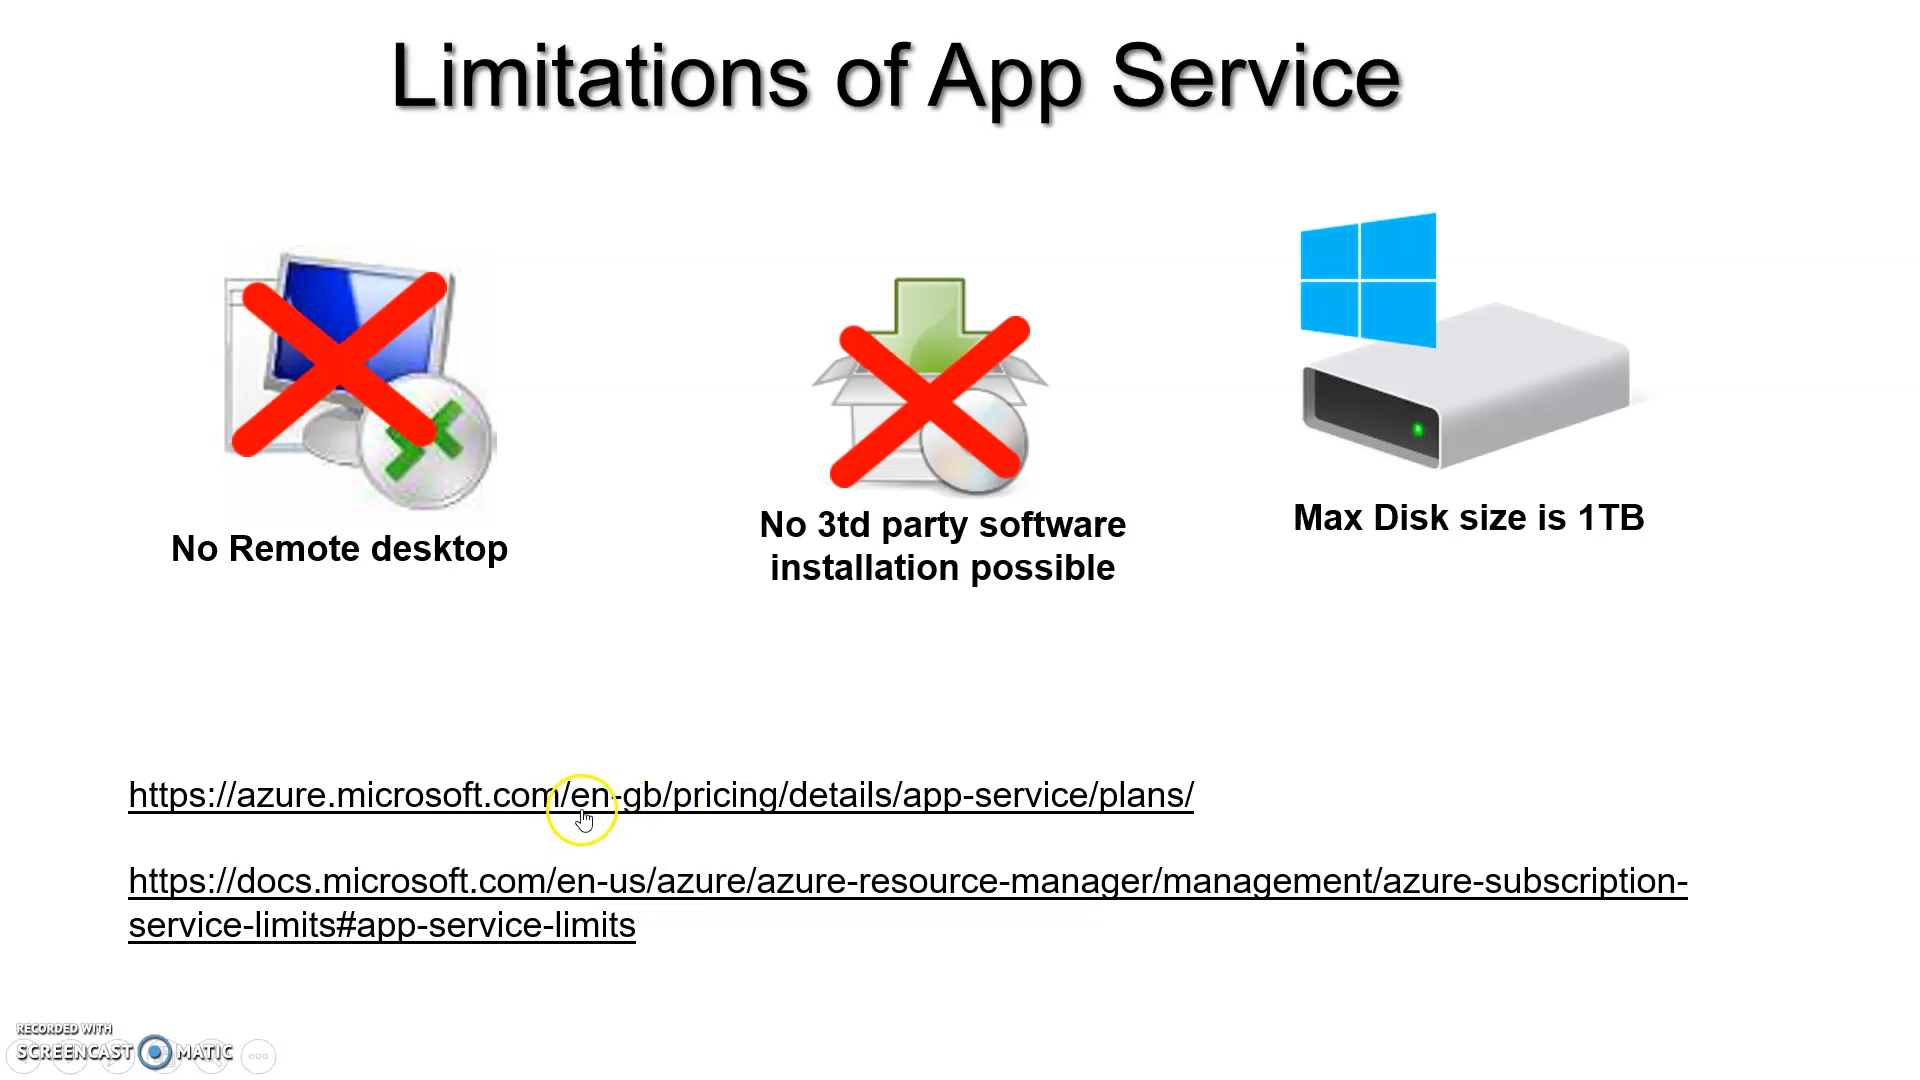 Limitations of App Service
No Remote desktop
No 3td party software
installation possible
Max Disk size is 1TB
https://azure.microsoft.com/en-gb/pricing/details/app-service/plans/
https://docs.microsoft.com/en-us/azure/azure-resource-manager/management/azure-subscription-
service-limits#app-service-limits
RECORDED WITH
SCREENCAST MATIC